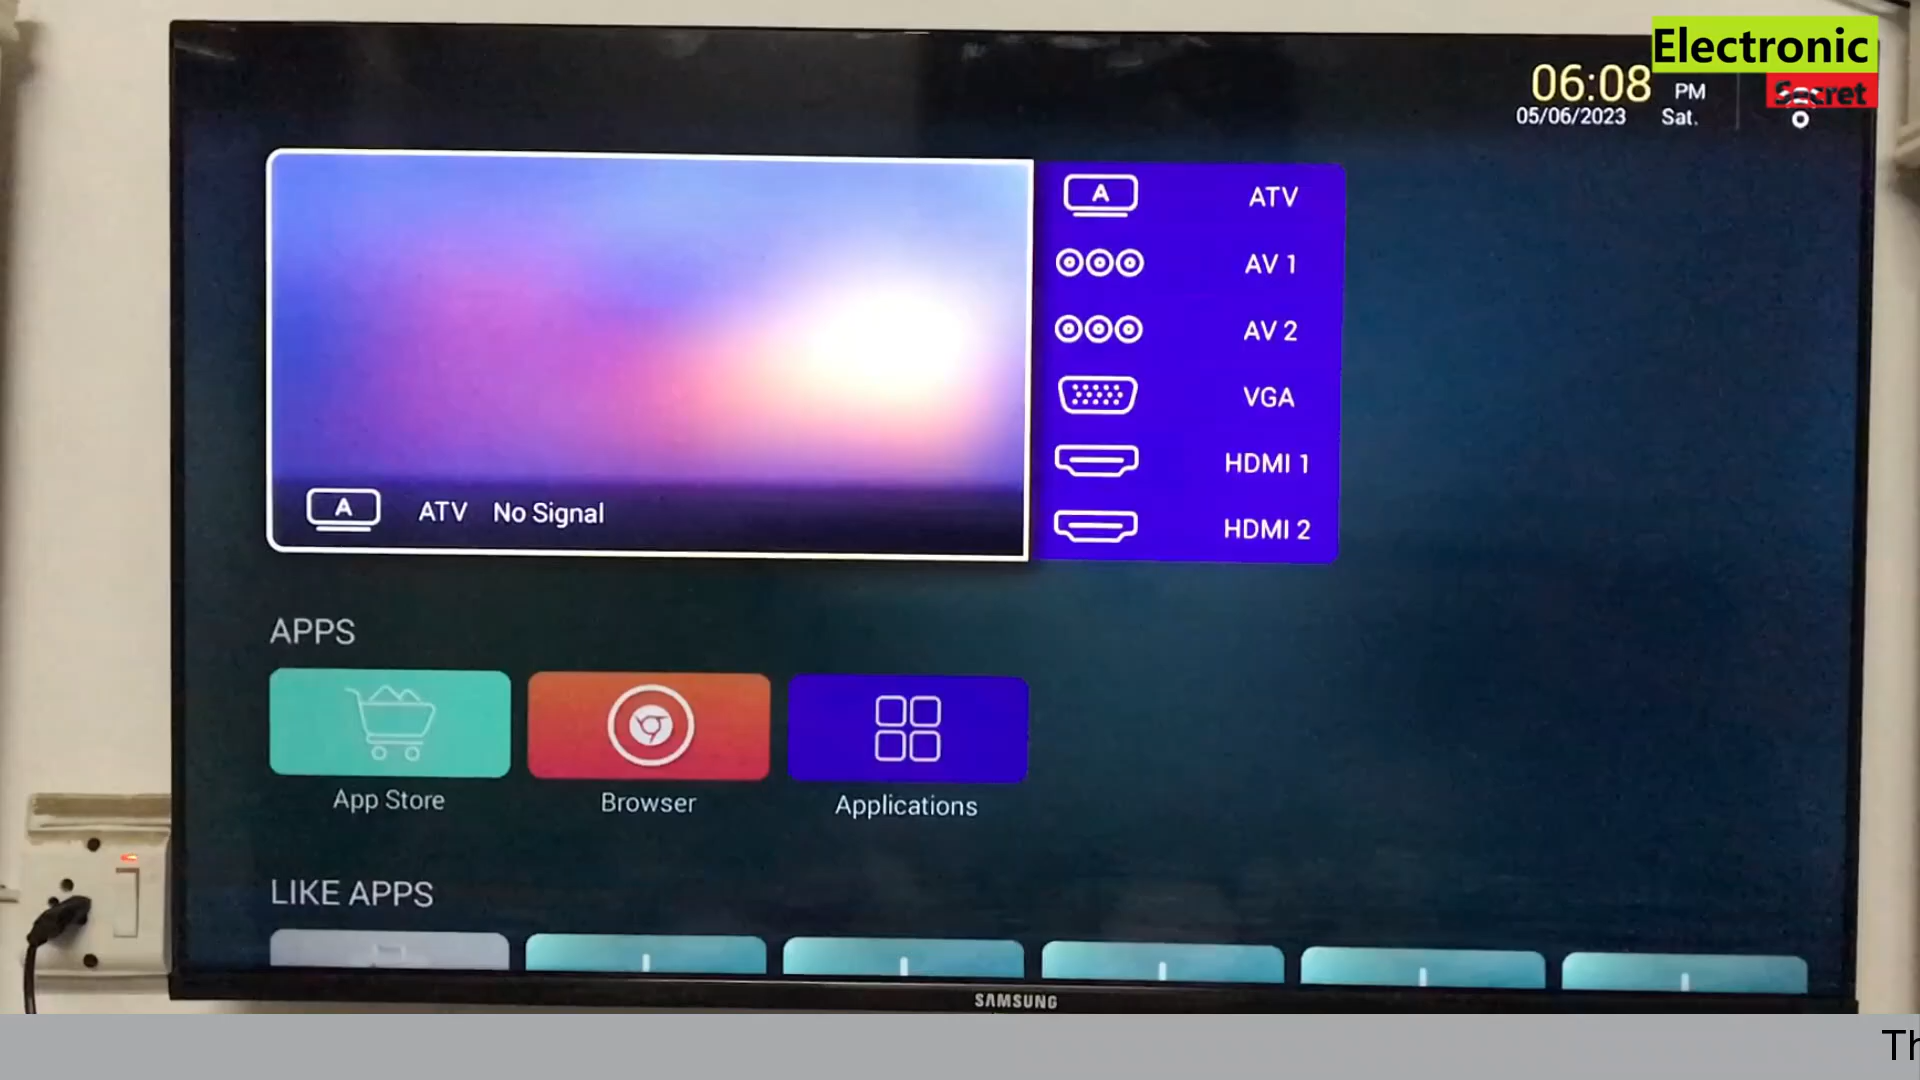 Electronic
Secret
06:08 PM
05/06/2023 Sat.
A ATV
AV 1
AV 2
VGA
HDMI 1
HDMI 2
A ATV No Signal
APPS
App Store
Browser
Applications
LIKE APPS
SAMSUNG
Th